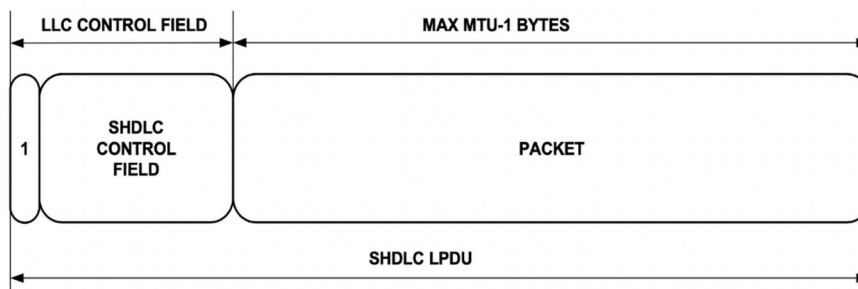 LLC CONTROL FIELD
MAX MTU-1 BYTES
1
SHDLC
CONTROL
FIELD
PACKET
SHDLC LPDU